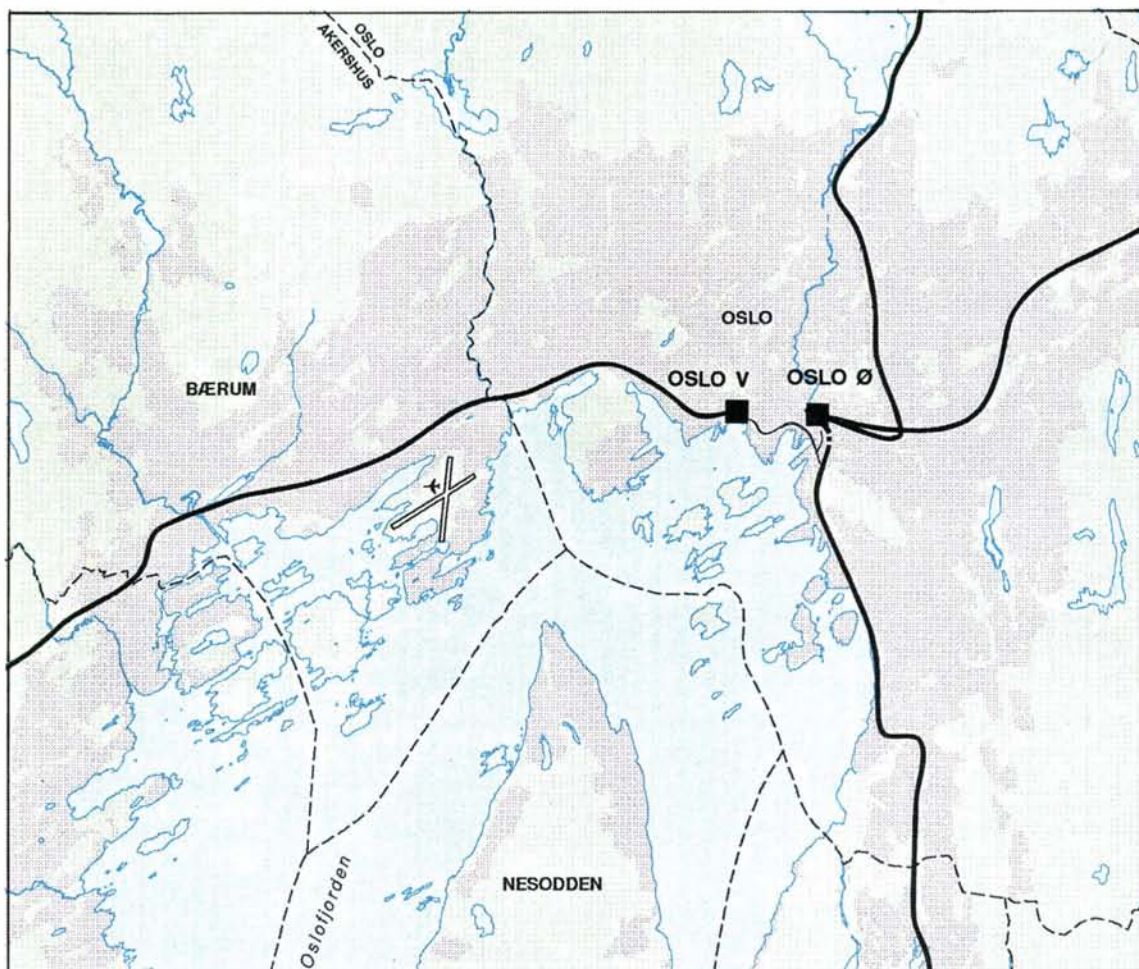 OSLO
AKERSHUS
OSLO
OSLO V
OSLO Ø
BÆRUM
NESODDEN
Oslofjorden